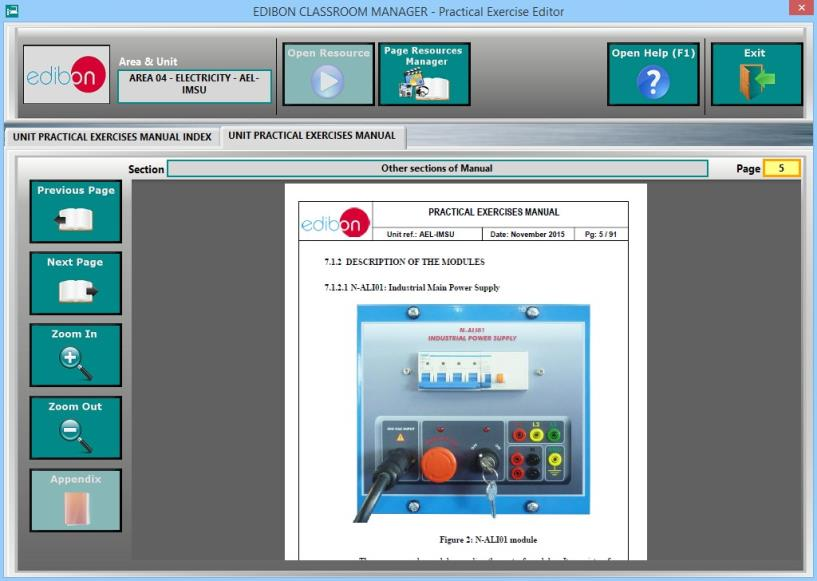 EDIBON CLASSROOM MANAGER - Practical Exercise Editor
edibon
Area & Unit
AREA 04 - ELECTRICITY - AEL-
IMSU
Open Resource
Page Resources
Manager
Open Help (F1)
Exit
UNIT PRACTICAL EXERCISES MANUAL INDEX
UNIT PRACTICAL EXERCISES MANUAL
Section
Other sections of Manual
Page 5
Previous Page
Next Page
Zoom In
Zoom Out
Appendix
edibon
PRACTICAL EXERCISES MANUAL
Unit ref.: AEL-IMSU
Date: November 2015
Pg: 5 / 91
7.1.2 DESCRIPTION OF THE MODULES
7.1.2.1 N-ALI01: Industrial Main Power Supply
N-ALI01
INDUSTRIAL POWER SUPPLY
Figure 2: N-ALI01 module